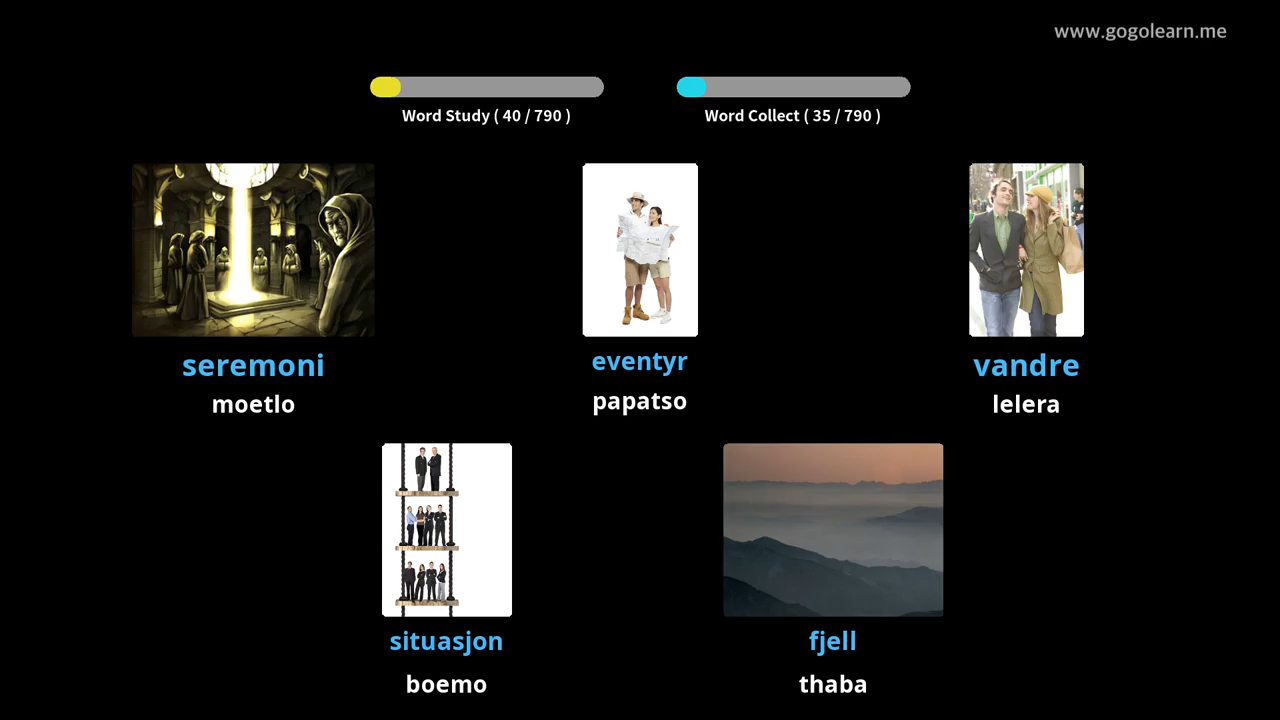 www.gogolearn.me
Word Study ( 40 / 790 )
Word Collect ( 35 / 790 )
seremoni
moetlo
eventyr
papatso
vandre
lelera
situasjon
boemo
fjell
thaba